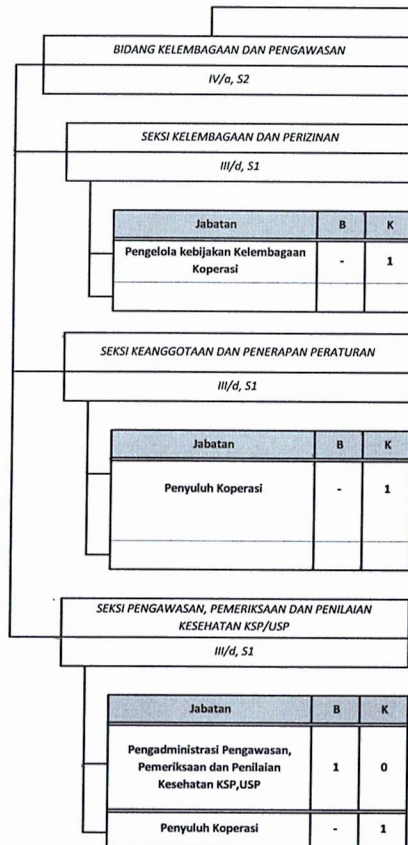 BIDANG KELEMBAGAAN DAN PENGAWASAN
IV/a, S2
SEKSI KELEMBAGAAN DAN PERIZINAN
III/d, S1
Jabatan B K
Pengelola kebijakan Kelembagaan
Koperasi - 1
SEKSI KEANGGOTAAN DAN PENERAPAN PERATURAN
III/d, S1
Jabatan B K
Penyuluh Koperasi - 1
SEKSI PENGAWASAN, PEMERIKSAAN DAN PENILAIAN
KESEHATAN KSP/USP
III/d, S1
Jabatan B K
Pengadministrasi Pengawasan,
Pemeriksaan dan Penilaian 1 0
Kesehatan KSP,USP
Penyuluh Koperasi - 1